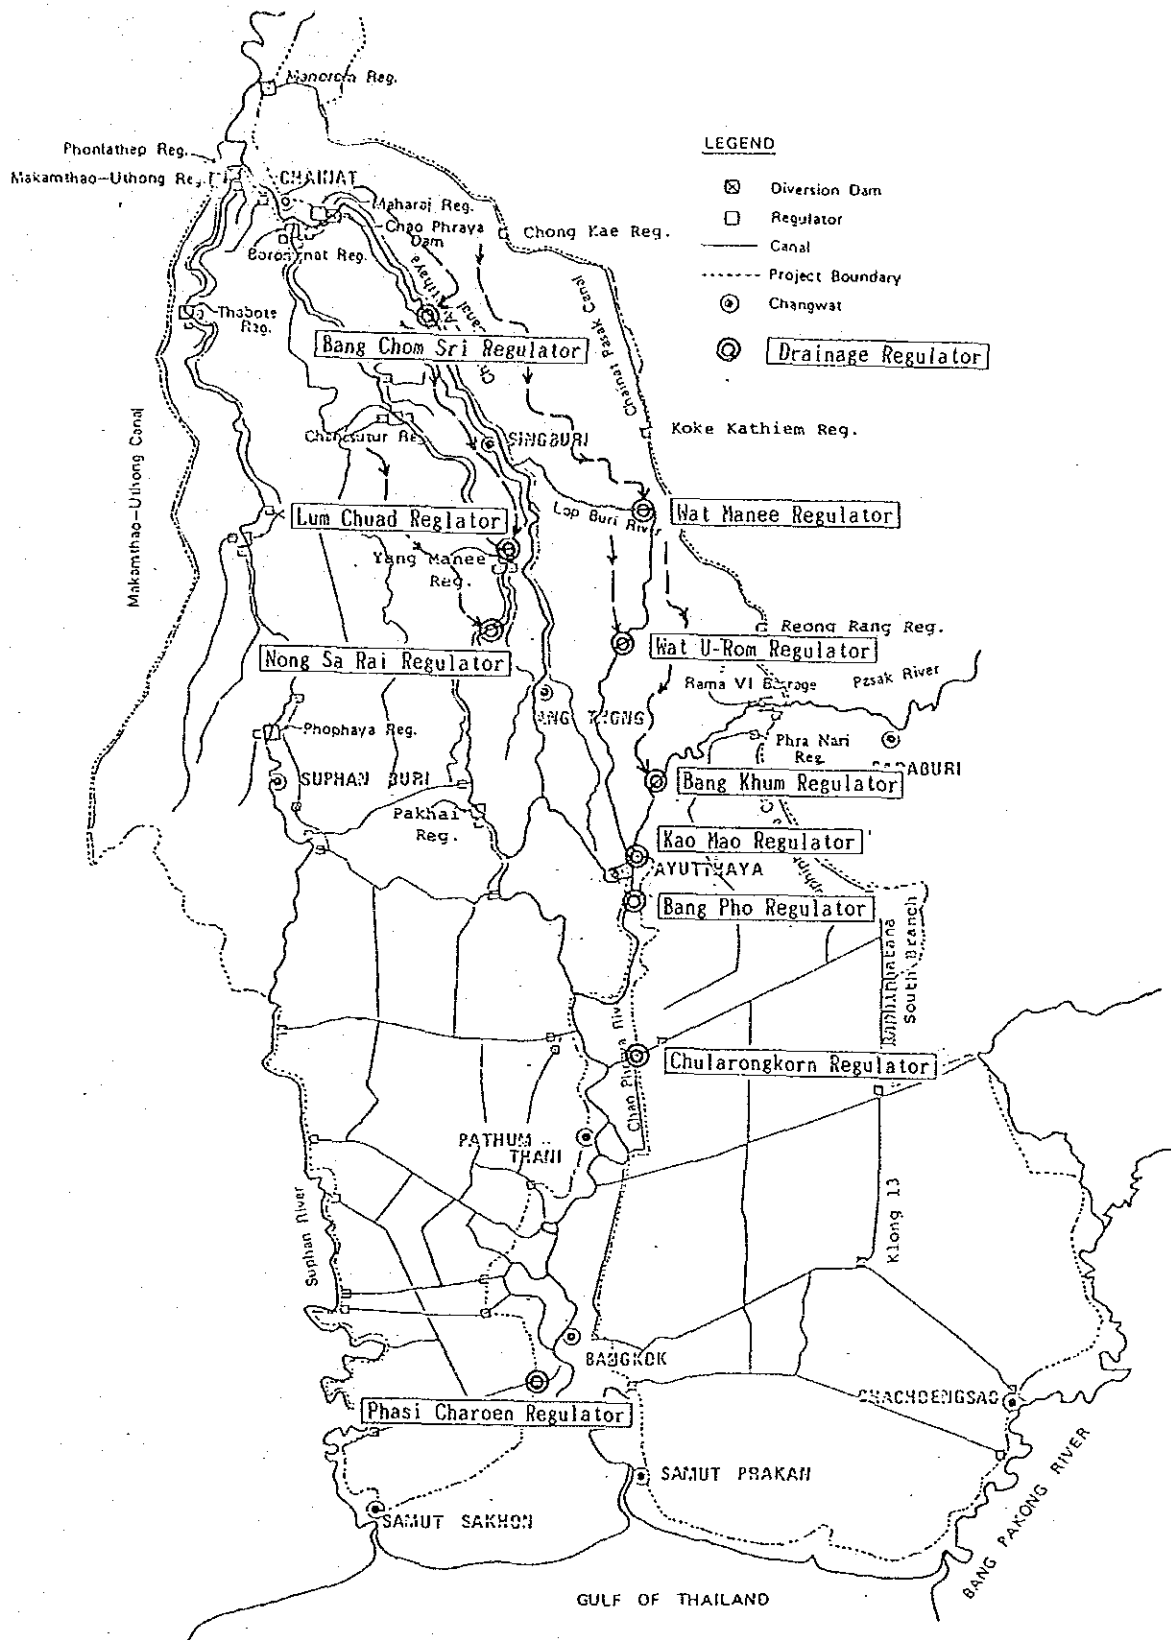 Manorom Reg.
Phonlathep Reg.
Makamthao-Uthong Reg.
CHAINAT
Maharaj Reg.
Chao Phraya
Dam
Chong Kae Reg.
Reg.
LEGEND
Diversion Dam
Regulator
Canal
Project Boundary
Changwat
Drainage Regulator
Thabote
Reg.
Bang Chom Sri Regulator
Canal
Chainat Pasak Canal
Koke Kathiem Reg.
Reg.
SINGBURI
Makamthao-Uthong Canal
Lum Chuad Reglator
Lop Buri
Wat Manee Regulator
Yang Manee
Reg.
Reong Rang Reg.
Nong Sa Rai Regulator
Wat U-Rom Regulator
Rama VI Barrage
Pasak River
ANG THONG
Phophaya Reg.
Phra Nari
Reg.
SARABURI
SUPHAN BURI
Bang Khum Regulator
Pakhai
Reg.
Kao Mao Regulator
AYUTTHAYA
Bang Pho Regulator
South Branch
Chao Phraya River
Chularongkorn Regulator
PATHUM
THANI
Suphan River
Klong 13
BANGKOK
CHACHOENGSAO
Phasi Charoen Regulator
SAMUT PRAKAN
SAMUT SAKHON
BANG PAKONG RIVER
GULF OF THAILAND